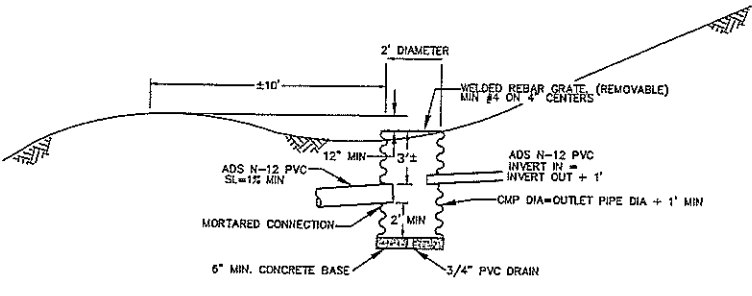 2' DIAMETER
±10'
WELDED REBAR GRATE, (REMOVABLE)
MIN #4 ON 4" CENTERS
12" MIN
3'±
ADS N-12 PVC
SL=1% MIN
ADS N-12 PVC
INVERT IN =
INVERT OUT + 1'
MORTARED CONNECTION
2' MIN
CMP DIA=OUTLET PIPE DIA + 1' MIN
6" MIN. CONCRETE BASE
3/4" PVC DRAIN